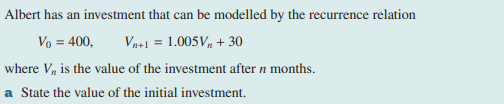 Albert has an investment that can be modelled by the recurrence relation
V₀ = 400, Vₙ₊₁ = 1.005Vₙ + 30
where Vₙ is the value of the investment after n months.
a State the value of the initial investment.